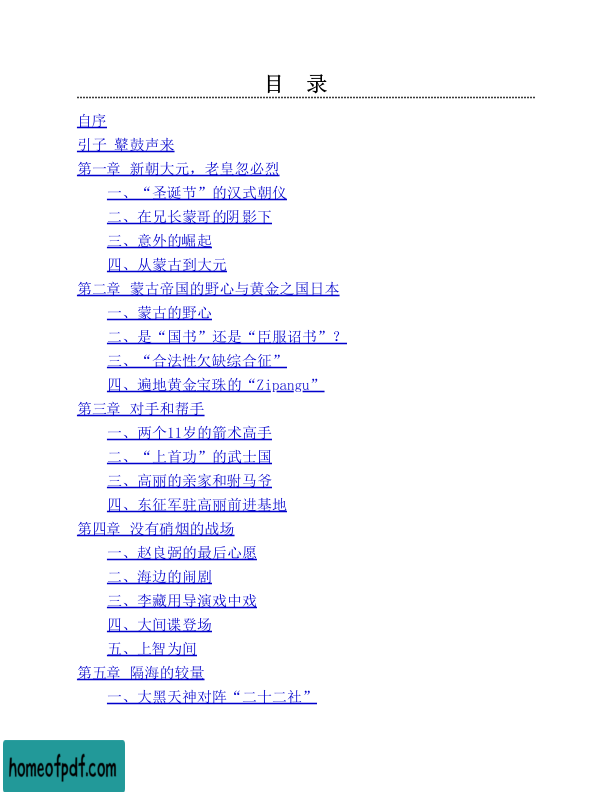 目 录
自序
引子 鼙鼓声来
第一章 新朝大元，老皇忽必烈
一、“圣诞节”的汉式朝仪
二、在兄长蒙哥的阴影下
三、意外的崛起
四、从蒙古到大元
第二章 蒙古帝国的野心与黄金之国日本
一、蒙古的野心
二、是“国书”还是“臣服诏书”？
三、“合法性欠缺综合征”
四、遍地黄金宝珠的“Zipangu”
第三章 对手和帮手
一、两个11岁的箭术高手
二、“上首功”的武士国
三、高丽的亲家和驸马爷
四、东征军驻高丽前进基地
第四章 没有硝烟的战场
一、赵良弼的最后心愿
二、海边的闹剧
三、李藏用导演戏中戏
四、大间谍登场
五、上智为间
第五章 隔海的较量
一、大黑天神对阵“二十二社”
homeofpdf.com